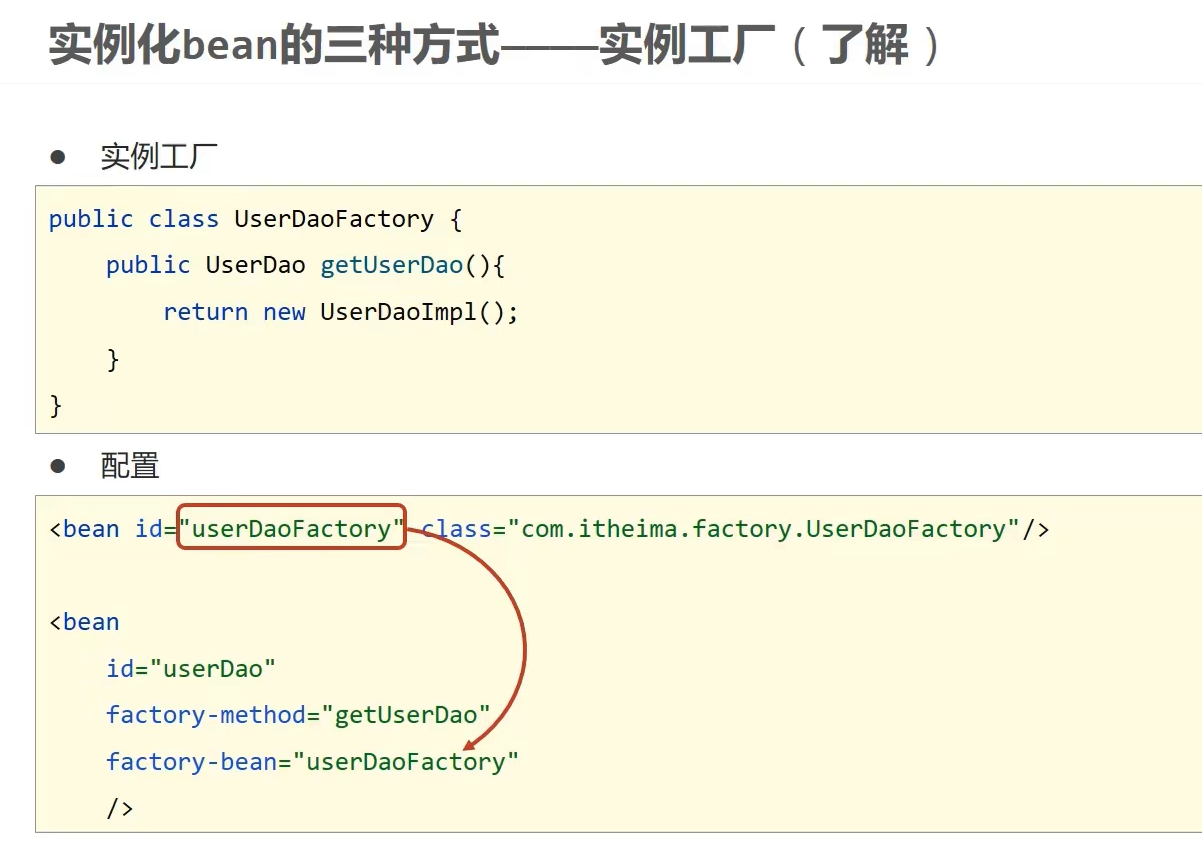 实例化bean的三种方式————实例工厂（了解）
● 实例工厂
public class UserDaoFactory {
    public UserDao getUserDao(){
        return new UserDaoImpl();
    }
}
● 配置
<bean id="userDaoFactory" class="com.itheima.factory.UserDaoFactory"/>
<bean
    id="userDao"
    factory-method="getUserDao"
    factory-bean="userDaoFactory"
    />